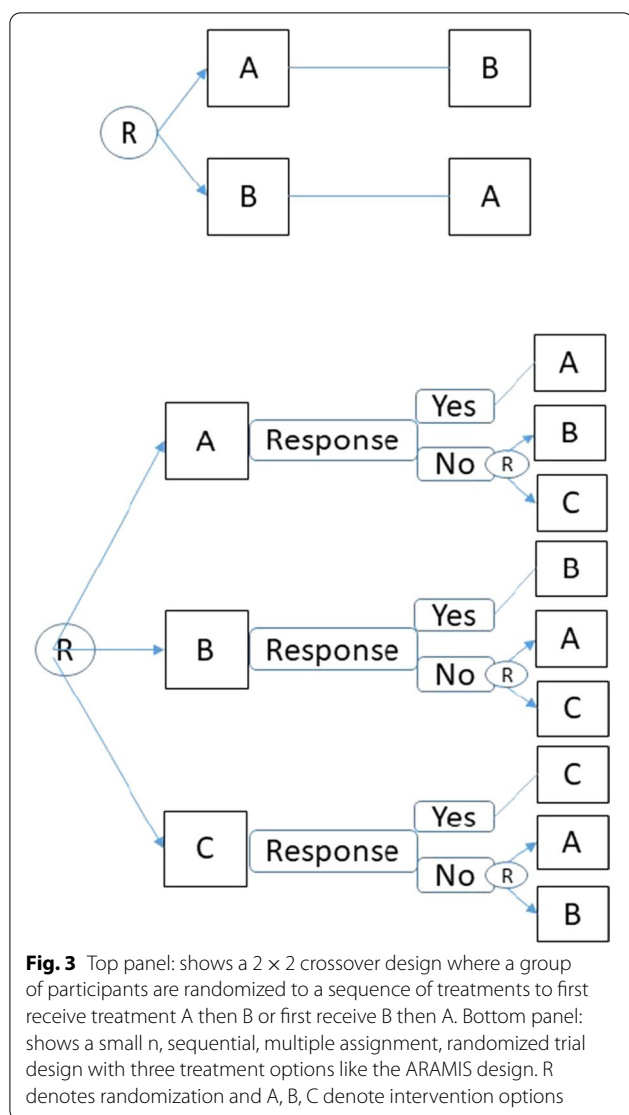 A
B
R
B
A
A
Yes
A
Response
B
No
R
C
B
Yes
R
B
Response
A
No
R
C
C
Yes
C
Response
A
No
R
B
Fig. 3 Top panel: shows a 2 × 2 crossover design where a group
of participants are randomized to a sequence of treatments to first
receive treatment A then B or first receive B then A. Bottom panel:
shows a small n, sequential, multiple assignment, randomized trial
design with three treatment options like the ARAMIS design. R
denotes randomization and A, B, C denote intervention options